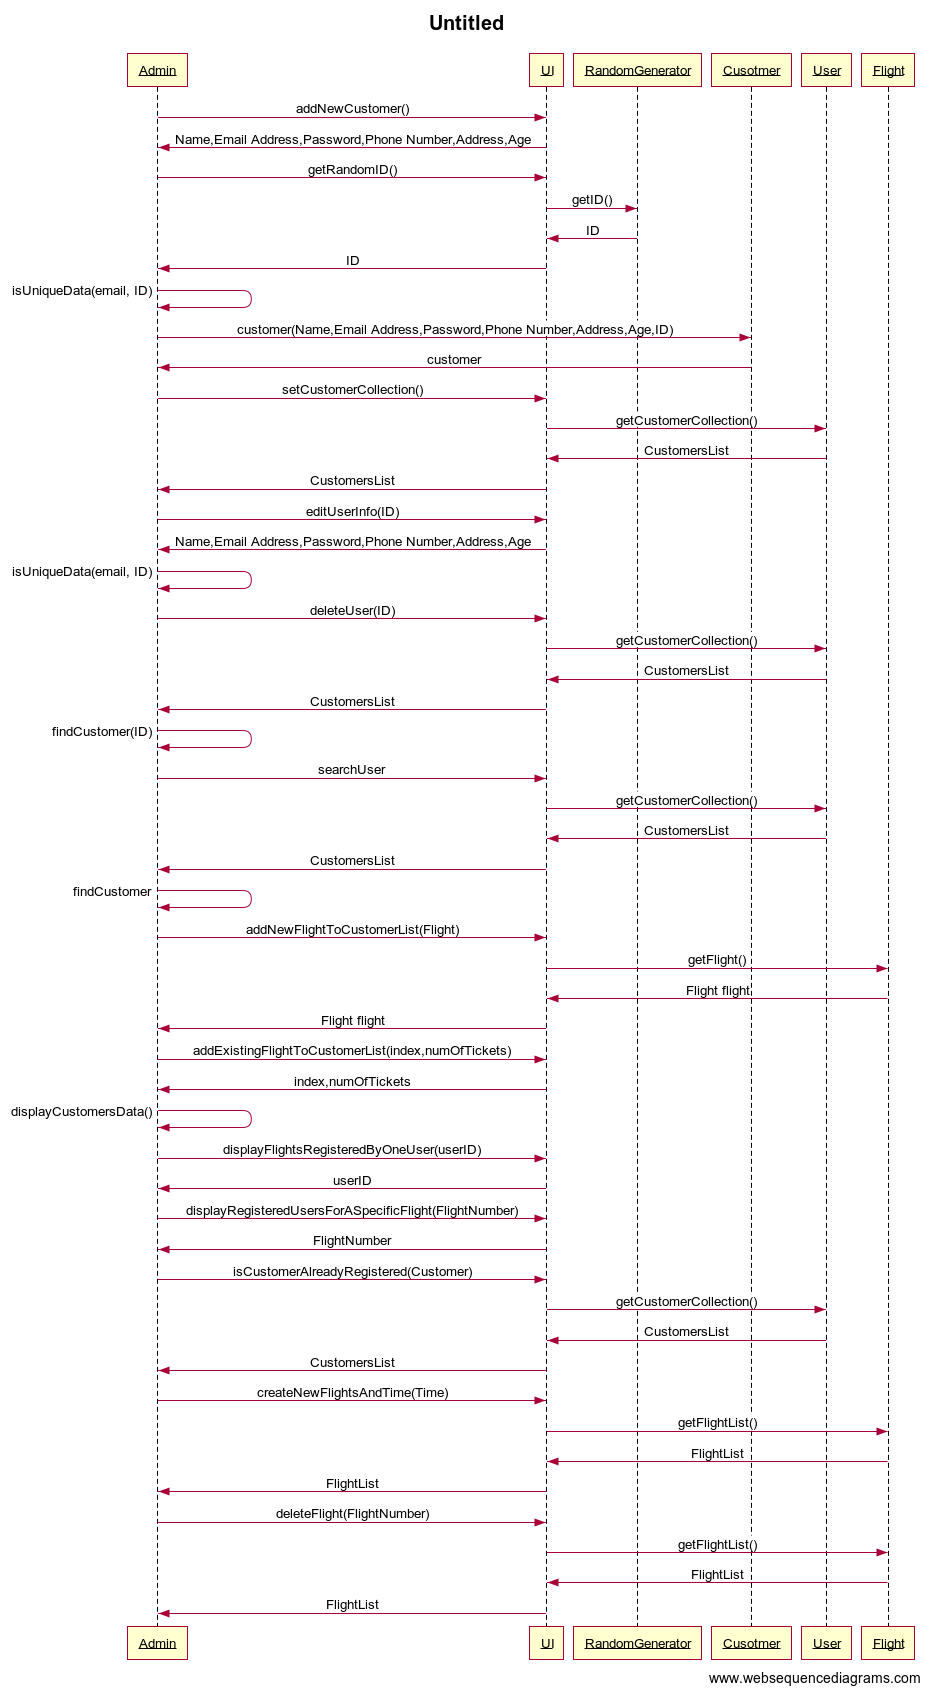 Untitled
Admin UI RandomGenerator Cusotmer User Flight
addNewCustomer()
Name,Email Address,Password,Phone Number,Address,Age
getRandomID()
getID()
ID
ID
isUniqueData(email, ID)
customer(Name,Email Address,Password,Phone Number,Address,Age,ID)
customer
setCustomerCollection()
getCustomerCollection()
CustomersList
CustomersList
editUserInfo(ID)
Name,Email Address,Password,Phone Number,Address,Age
isUniqueData(email, ID)
deleteUser(ID)
getCustomerCollection()
CustomersList
CustomersList
findCustomer(ID)
searchUser
getCustomerCollection()
CustomersList
CustomersList
findCustomer
addNewFlightToCustomerList(Flight)
getFlight()
Flight flight
Flight flight
addExistingFlightToCustomerList(index,numOfTickets)
index,numOfTickets
displayCustomersData()
displayFlightsRegisteredByOneUser(userID)
userID
displayRegisteredUsersForASpecificFlight(FlightNumber)
FlightNumber
isCustomerAlreadyRegistered(Customer)
getCustomerCollection()
CustomersList
CustomersList
createNewFlightsAndTime(Time)
getFlightList()
FlightList
FlightList
deleteFlight(FlightNumber)
getFlightList()
FlightList
FlightList
Admin UI RandomGenerator Cusotmer User Flight
www.websequencediagrams.com